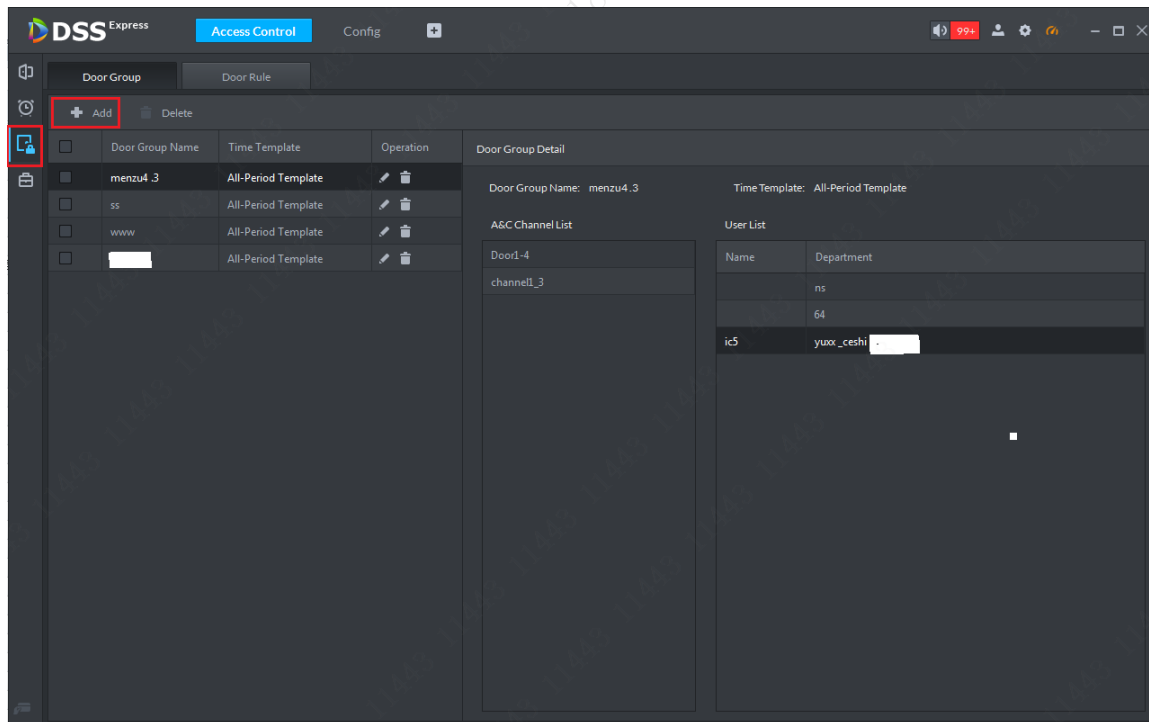 DSS Express Access Control Config 99+
Door Group Door Rule
Add Delete
Door Group Name Time Template Operation Door Group Detail
menzu4 .3 All-Period Template
ss All-Period Template
www All-Period Template
All-Period Template
Door Group Name: menzu4 .3 Time Template: All-Period Template
A&C Channel List User List
Door1-4
channel1_3
Name Department
ns
64
ic5 yuxx _ceshi
11443 11443 11443